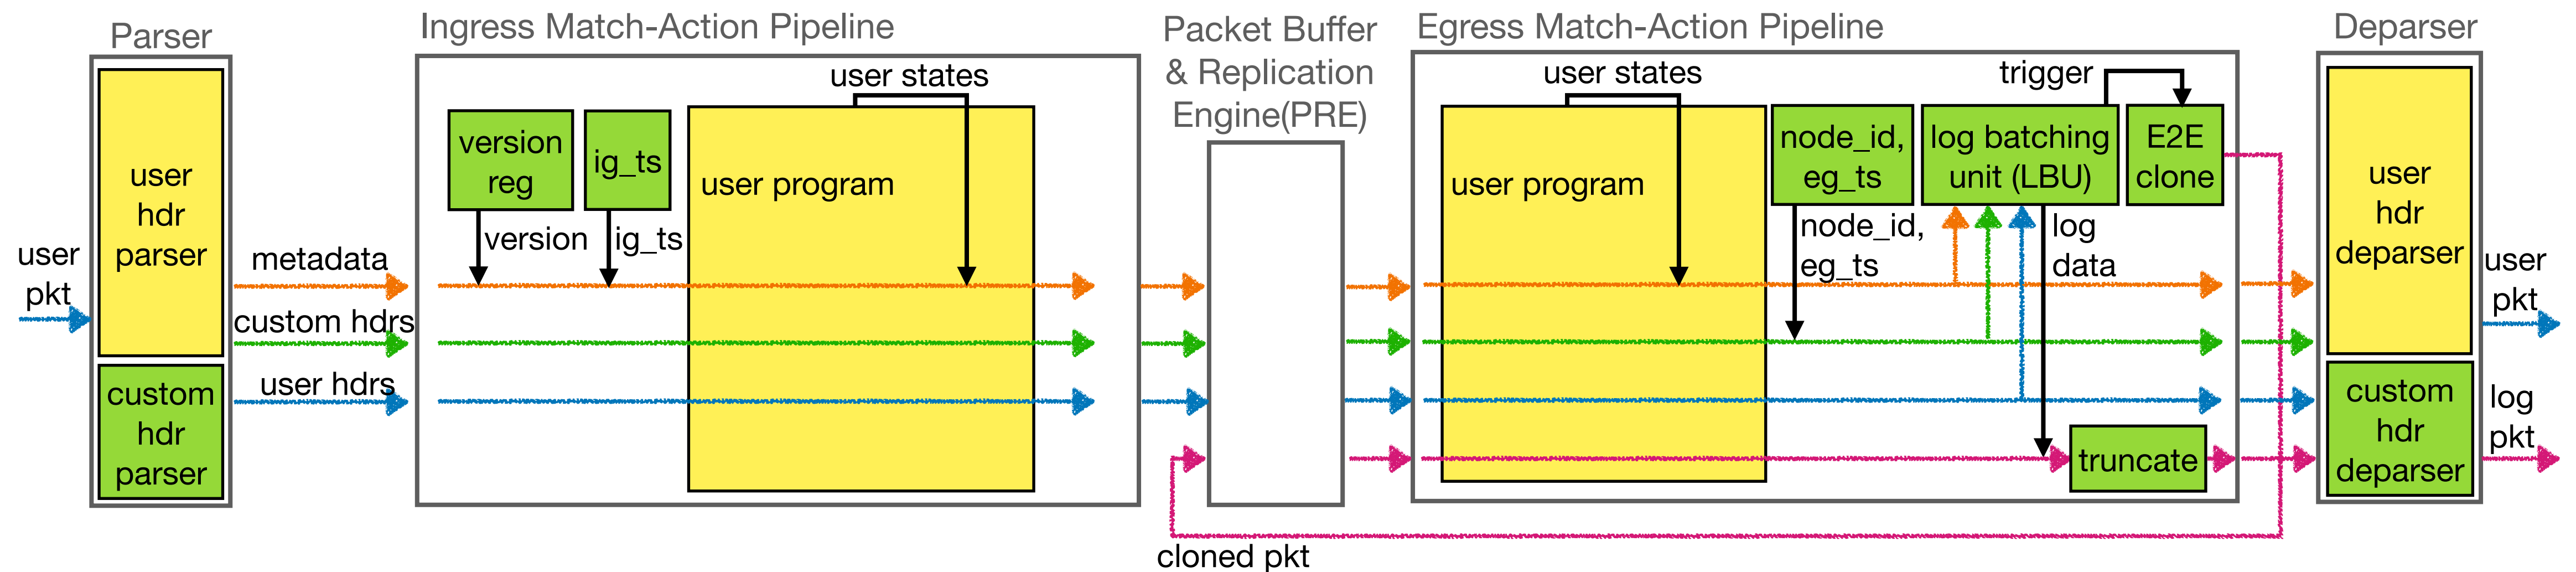 Parser
user
hdr
parser
custom
hdr
parser
user
pkt
metadata
custom hdrs
user hdrs
Ingress Match-Action Pipeline
version
reg
version
ig_ts
ig_ts
user states
user program
Packet Buffer
& Replication
Engine(PRE)
cloned pkt
Egress Match-Action Pipeline
user states
user program
node_id,
eg_ts
node_id,
eg_ts
log batching
unit (LBU)
log
data
trigger
E2E
clone
truncate
Deparser
user
hdr
deparser
custom
hdr
deparser
user
pkt
log
pkt